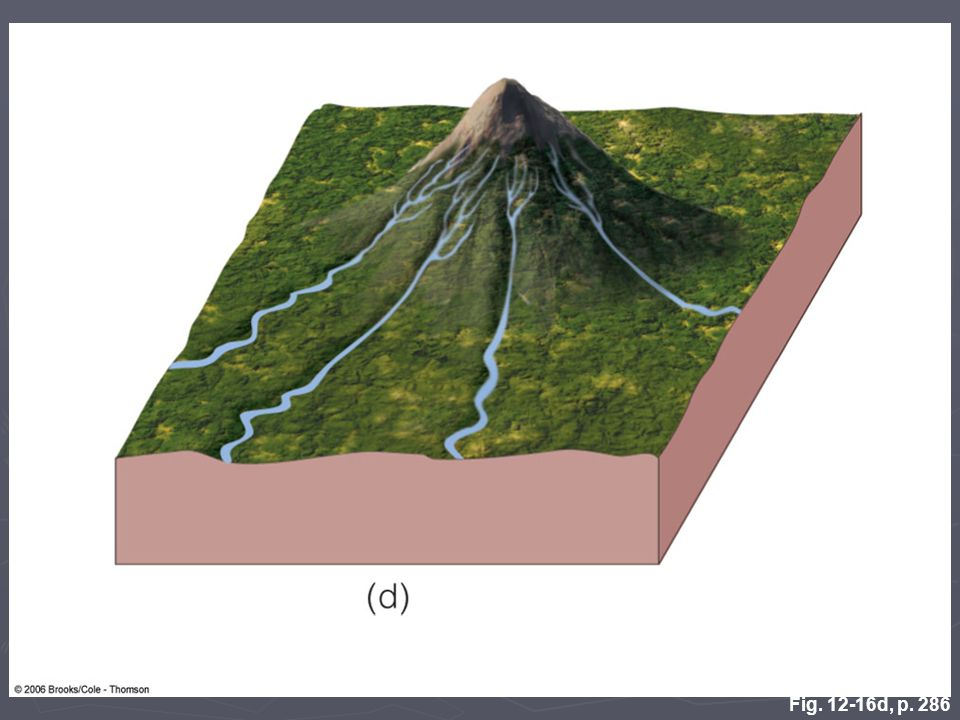 (d)
© 2006 Brooks/Cole - Thomson
Fig. 12-16d, p. 286